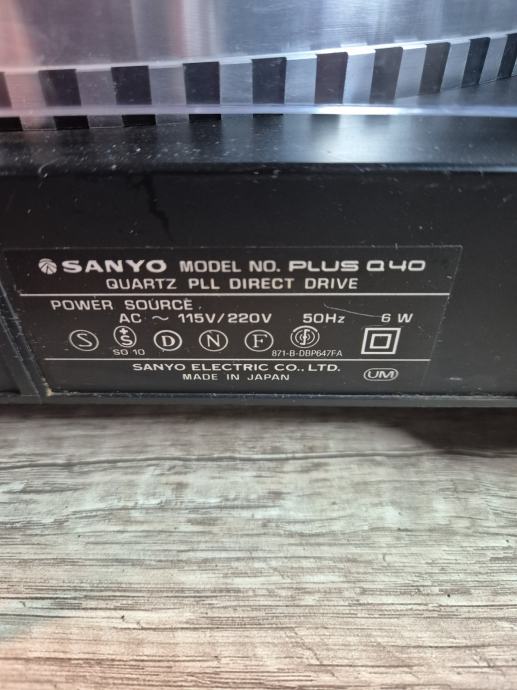 SANYO MODEL NO. PLUS Q40
QUARTZ PLL DIRECT DRIVE
POWER SOURCE
AC ~ 115V/220V 50Hz 6 W
S S D N F
SO 10 871-B-DBP647FA
SANYO ELECTRIC CO., LTD.
MADE IN JAPAN UM